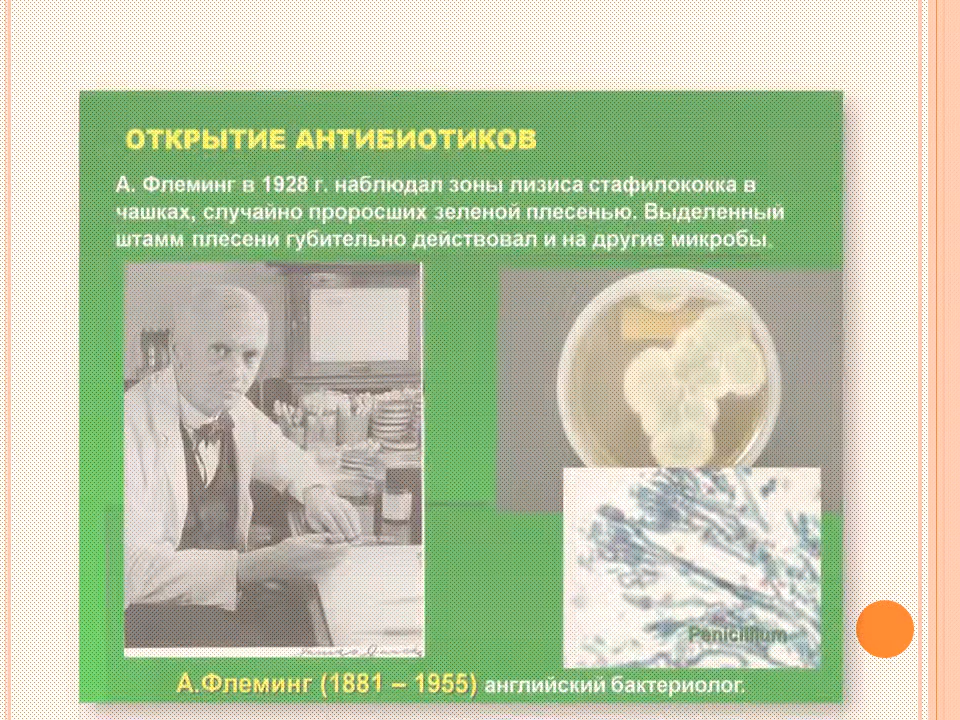 ОТКРЫТИЕ АНТИБИОТИКОВ
А. Флеминг в 1928 г. наблюдал зоны лизиса стафилококка в
чашках, случайно проросших зеленой плесенью. Выделенный
штамм плесени губительно действовал и на другие микробы.
Penicillium
А.Флеминг (1881 – 1955) английский бактериолог.